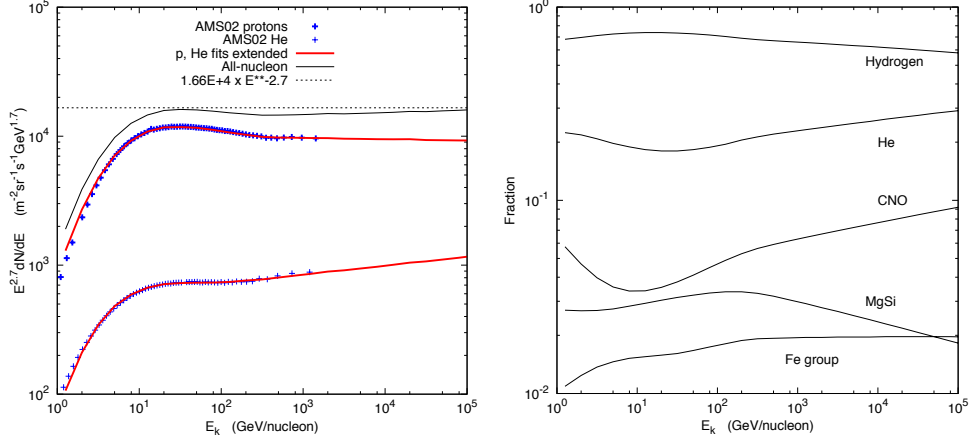 AMS02 protons
AMS02 He
p, He fits extended
All-nucleon
1.66E+4 x E**-2.7
10^5
10^4
10^3
10^2
E^2.7 dN/dE (m^-2 sr^-1 s^-1 GeV^1.7)
10^0 10^1 10^2 10^3 10^4 10^5
E_k (GeV/nucleon)
10^0
10^-1
10^-2
Fraction
Hydrogen
He
CNO
MgSi
Fe group
10^0 10^1 10^2 10^3 10^4 10^5
E_k (GeV/nucleon)